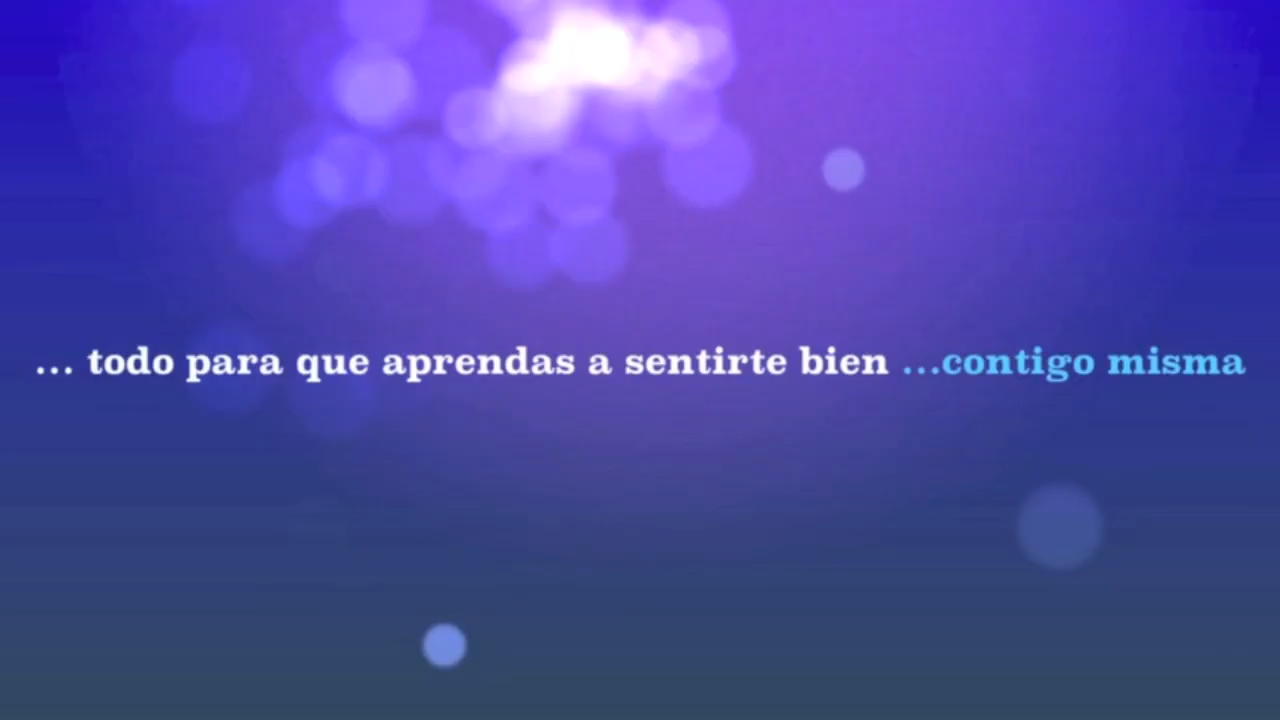 ... todo para que aprendas a sentirte bien ...contigo misma